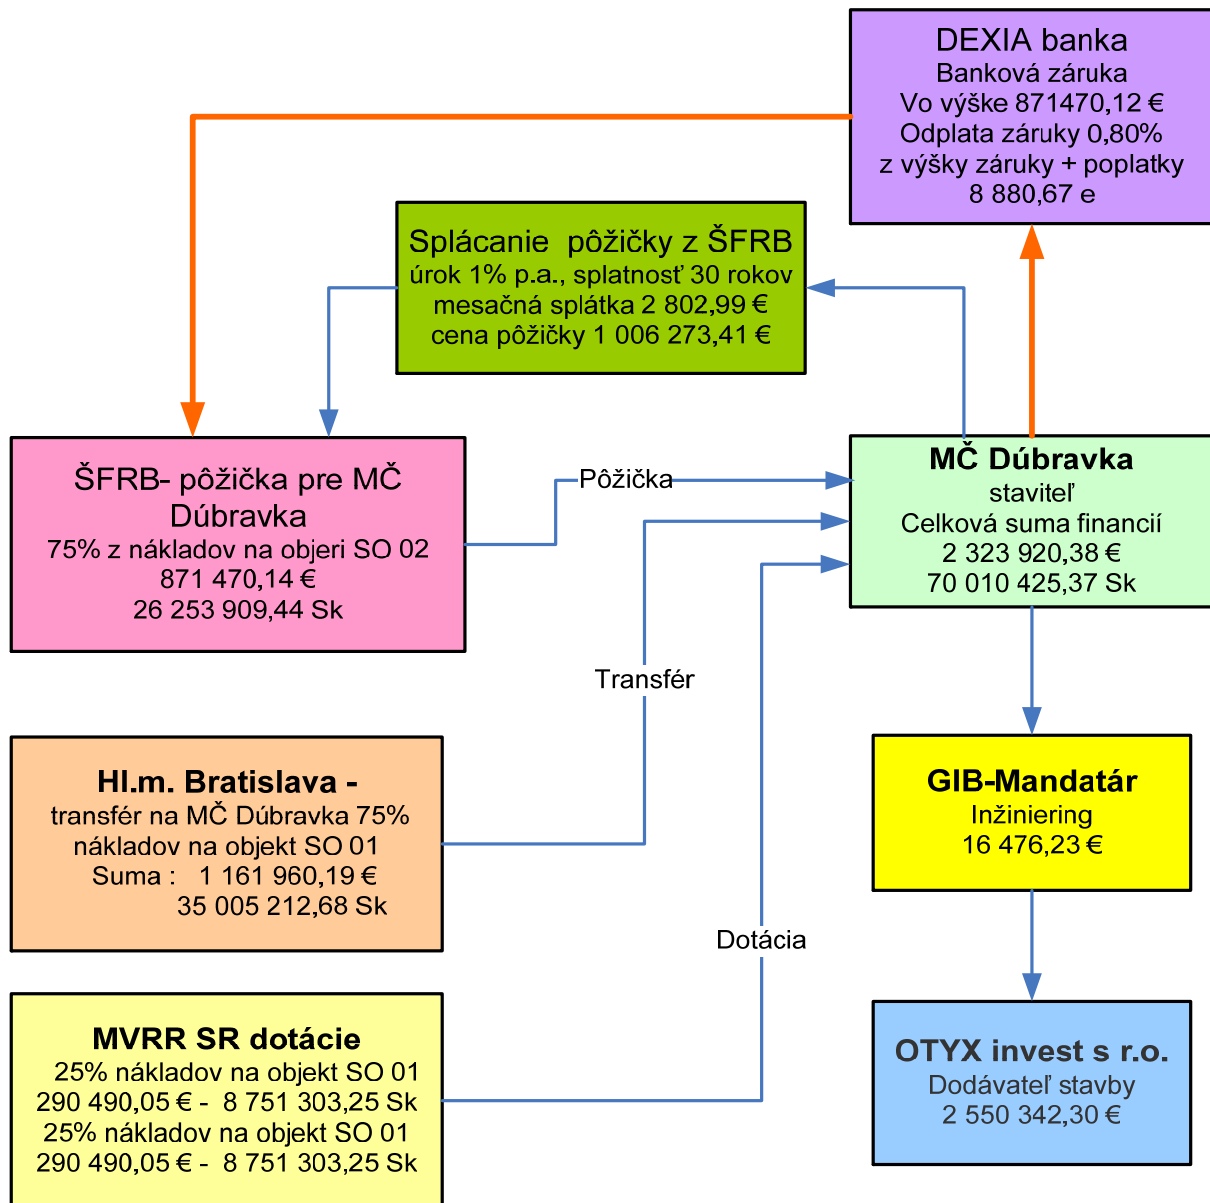 DEXIA banka
Banková záruka
Vo výške 871470,12 €
Odplata záruky 0,80%
z výšky záruky + poplatky
8 880,67 e
Splácanie pôžičky z ŠFRB
úrok 1% p.a., splatnosť 30 rokov
mesačná splátka 2 802,99 €
cena pôžičky 1 006 273,41 €
ŠFRB- pôžička pre MČ
Dúbravka
75% z nákladov na objeri SO 02
871 470,14 €
26 253 909,44 Sk
Pôžička
MČ Dúbravka
staviteľ
Celková suma financií
2 323 920,38 €
70 010 425,37 Sk
Transfér
Hl.m. Bratislava -
transfér na MČ Dúbravka 75%
nákladov na objekt SO 01
Suma : 1 161 960,19 €
35 005 212,68 Sk
GIB-Mandatár
Inžiniering
16 476,23 €
Dotácia
MVRR SR dotácie
25% nákladov na objekt SO 01
290 490,05 € - 8 751 303,25 Sk
25% nákladov na objekt SO 01
290 490,05 € - 8 751 303,25 Sk
OTYX invest s r.o.
Dodávateľ stavby
2 550 342,30 €